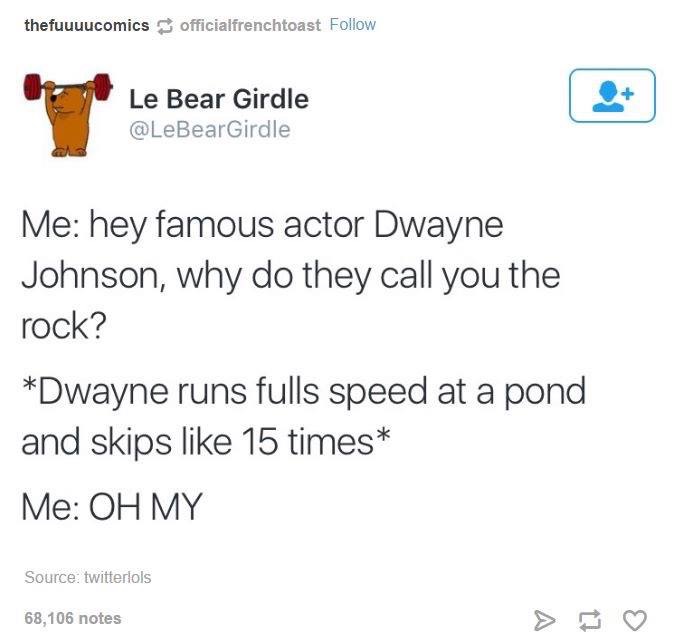 thefuuuucomics officialfrenchtoast Follow
Le Bear Girdle
@LeBearGirdle
Me: hey famous actor Dwayne
Johnson, why do they call you the
rock?
*Dwayne runs fulls speed at a pond
and skips like 15 times*
Me: OH MY
Source: twitterlols
68,106 notes